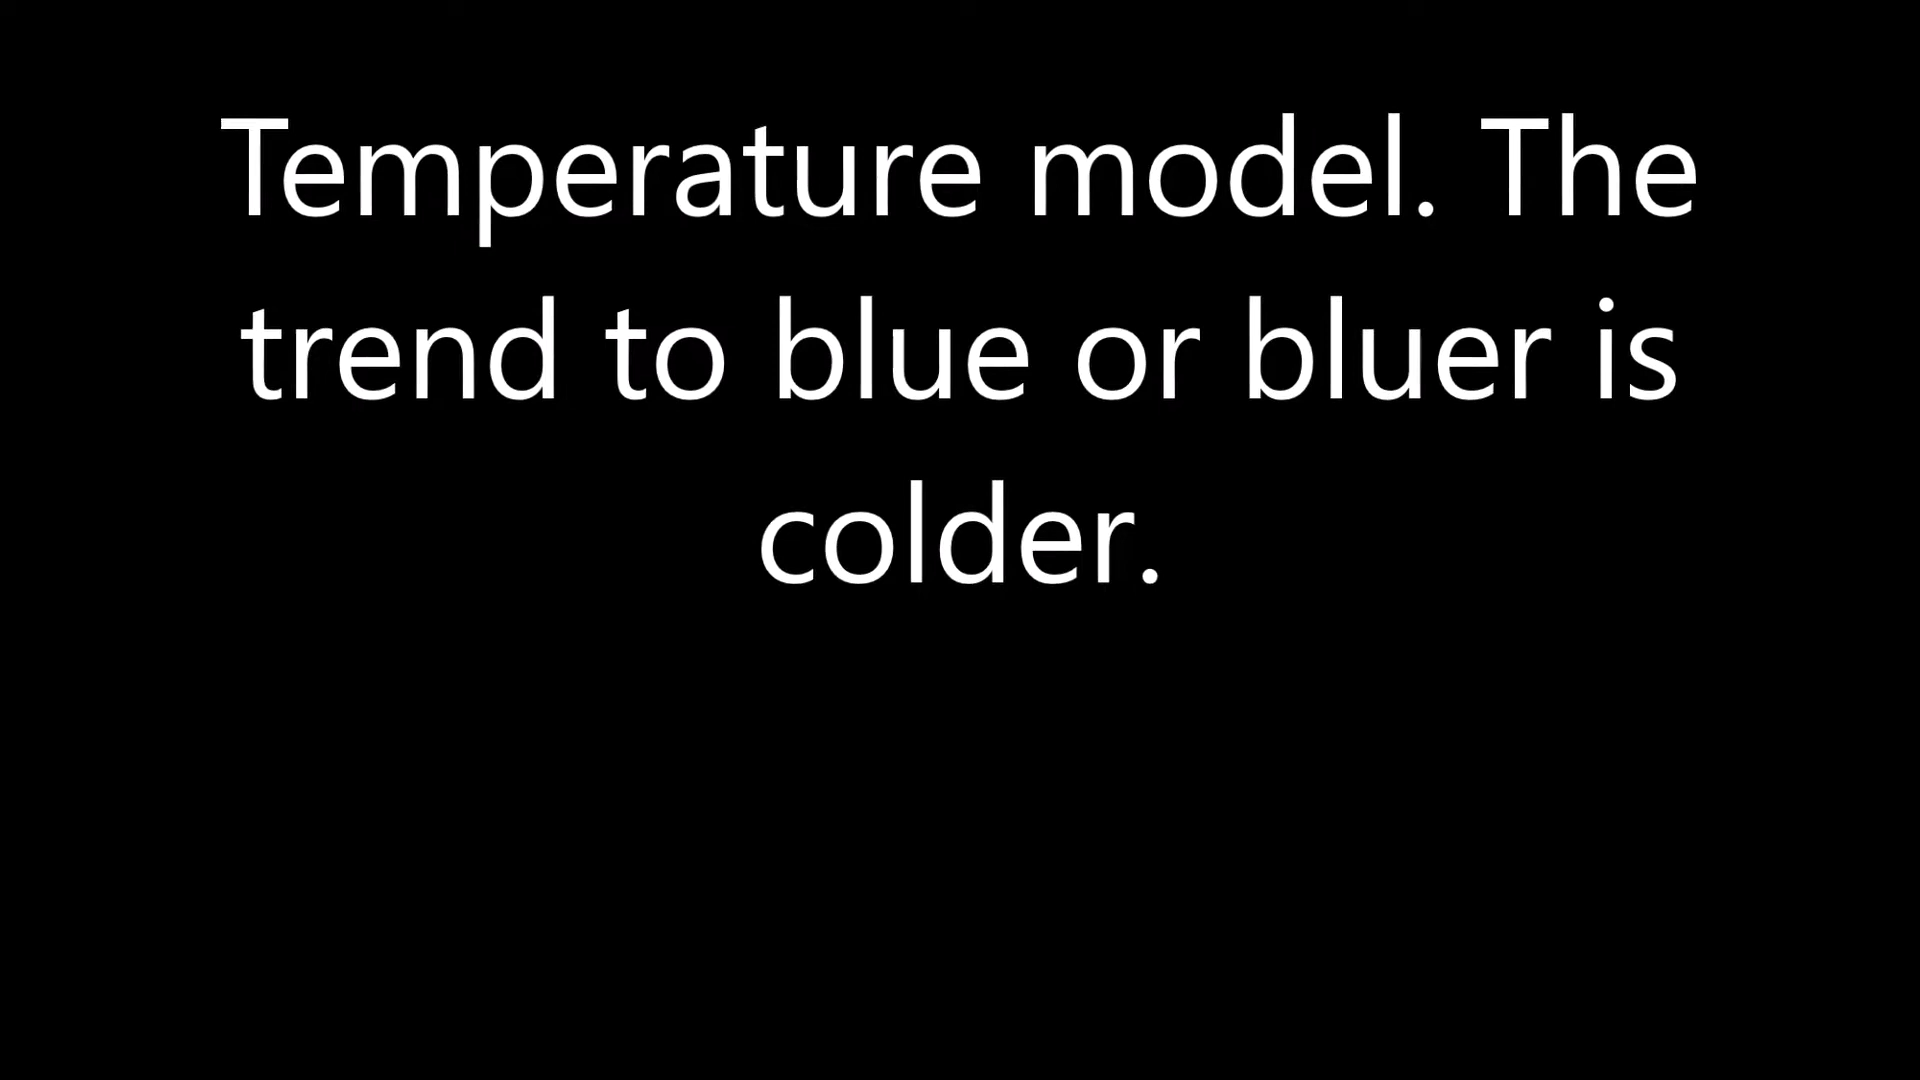 Temperature model. The
trend to blue or bluer is
colder.